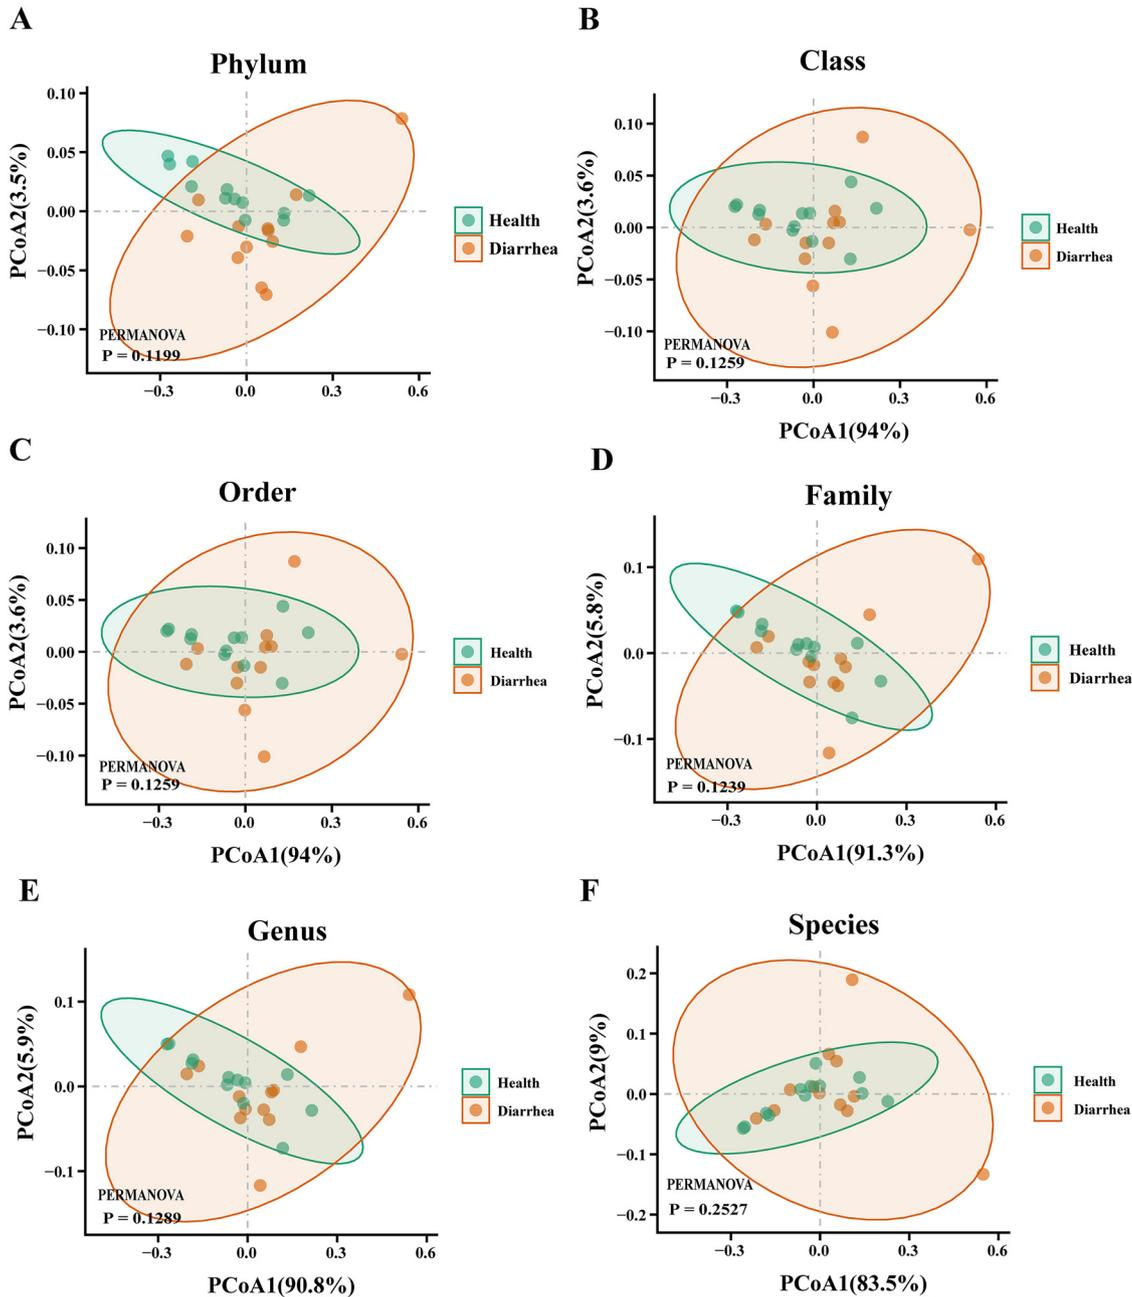 A
Phylum
PCoA2(3.5%)
0.10
0.05
0.00
−0.05
−0.10
PERMANOVA
P = 0.1199
−0.3
0.0
0.3
0.6
Health
Diarrhea
B
Class
PCoA2(3.6%)
0.10
0.05
0.00
−0.05
−0.10
PERMANOVA
P = 0.1259
−0.3
0.0
0.3
0.6
PCoA1(94%)
Health
Diarrhea
C
Order
PCoA2(3.6%)
0.10
0.05
0.00
−0.05
−0.10
PERMANOVA
P = 0.1259
−0.3
0.0
0.3
0.6
PCoA1(94%)
Health
Diarrhea
D
Family
PCoA2(5.8%)
0.1
0.0
−0.1
PERMANOVA
P = 0.1239
−0.3
0.0
0.3
0.6
PCoA1(91.3%)
Health
Diarrhea
E
Genus
PCoA2(5.9%)
0.1
0.0
−0.1
PERMANOVA
P = 0.1289
−0.3
0.0
0.3
0.6
PCoA1(90.8%)
Health
Diarrhea
F
Species
PCoA2(9%)
0.2
0.1
0.0
−0.1
−0.2
PERMANOVA
P = 0.2527
−0.3
0.0
0.3
0.6
PCoA1(83.5%)
Health
Diarrhea